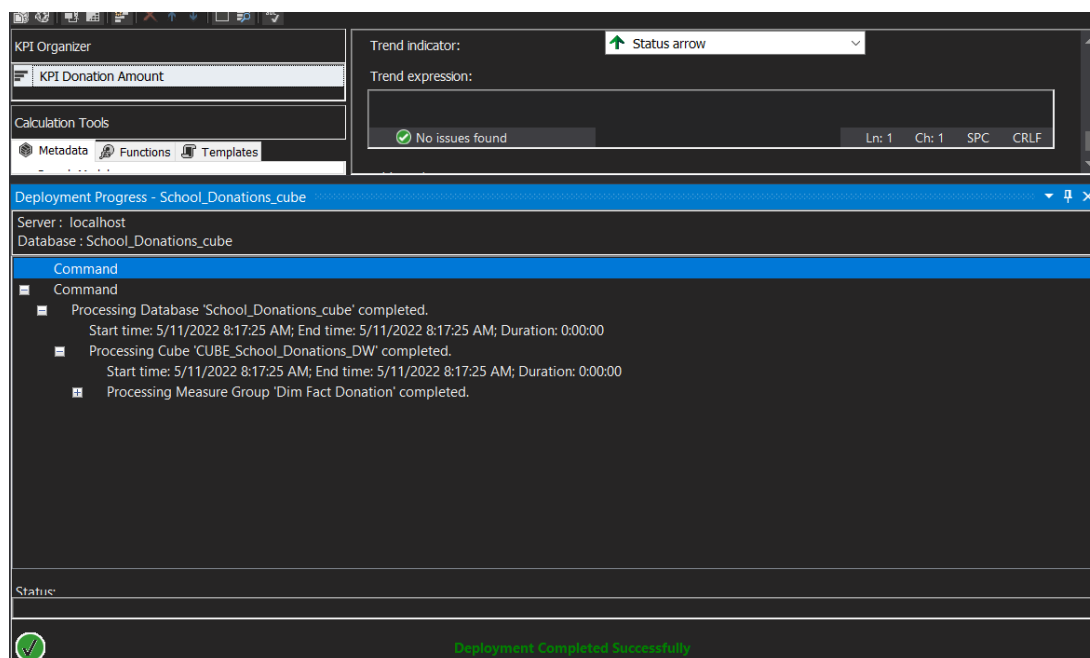 KPI Organizer
KPI Donation Amount
Calculation Tools
Metadata Functions Templates
Trend indicator: Status arrow
Trend expression:
No issues found Ln: 1 Ch: 1 SPC CRLF
Deployment Progress - School_Donations_cube
Server : localhost
Database : School_Donations_cube
Command
Command
Processing Database 'School_Donations_cube' completed.
Start time: 5/11/2022 8:17:25 AM; End time: 5/11/2022 8:17:25 AM; Duration: 0:00:00
Processing Cube 'CUBE_School_Donations_DW' completed.
Start time: 5/11/2022 8:17:25 AM; End time: 5/11/2022 8:17:25 AM; Duration: 0:00:00
Processing Measure Group 'Dim Fact Donation' completed.
Status:
Deployment Completed Successfully